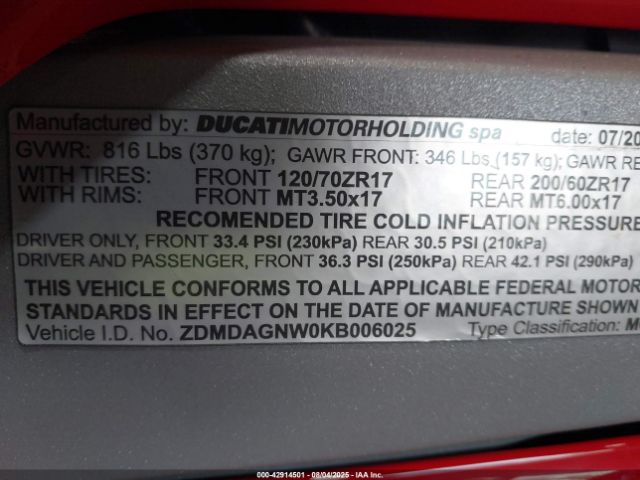 Manufactured by: DUCATIMOTORHOLDING spa date: 07/20
GVWR: 816 Lbs (370 kg); GAWR FRONT: 346 Lbs (157 kg); GAWR RE
WITH TIRES: FRONT 120/70ZR17 REAR 200/60ZR17
WITH RIMS: FRONT MT3.50x17 REAR MT6.00x17
RECOMENDED TIRE COLD INFLATION PRESSURE
DRIVER ONLY, FRONT 33.4 PSI (230kPa) REAR 30.5 PSI (210kPa)
DRIVER AND PASSENGER, FRONT 36.3 PSI (250kPa) REAR 42.1 PSI (290kPa)
THIS VEHICLE CONFORMS TO ALL APPLICABLE FEDERAL MOTOR
STANDARDS IN EFFECT ON THE DATE OF MANUFACTURE SHOWN
Vehicle I.D. No. ZDMDAGNW0KB006025 Type Classification: M
000-42914501 - 08/04/2025 - IAA Inc.